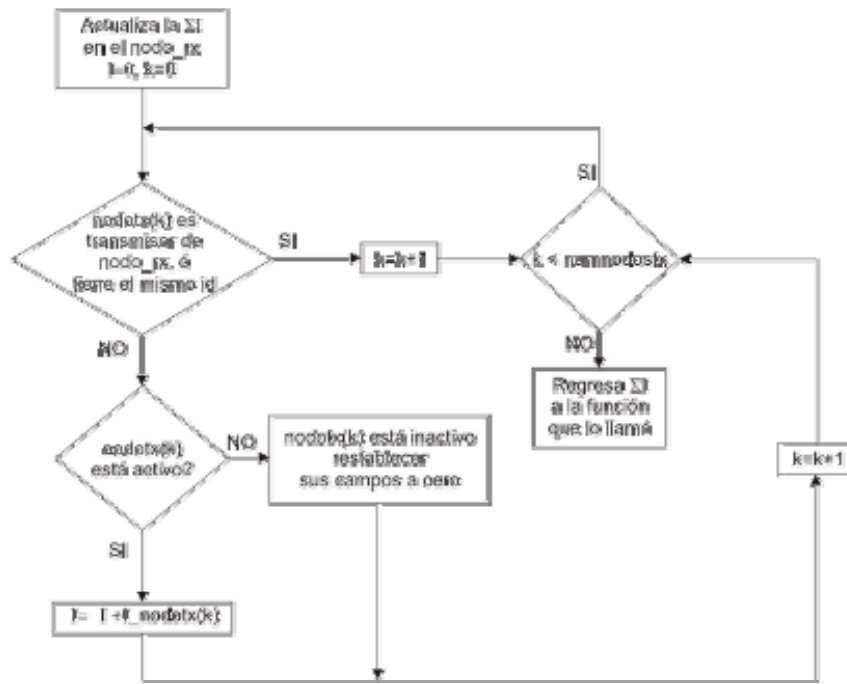 Actualiza la ΣI
en el nodo_rx
I=0, k=0
SI
nodotx(k) es
transmisor de
nodo_rx, ó
tiene el mismo id
SI
k=k+1
k < numnodostx
NO
NO
Regresa ΣI
a la función
que lo llamó
nodotx(k)
está activo?
NO
nodotx(k) está inactivo
restablecer
sus campos a cero
k=k+1
SI
I= I +I_nodotx(k)